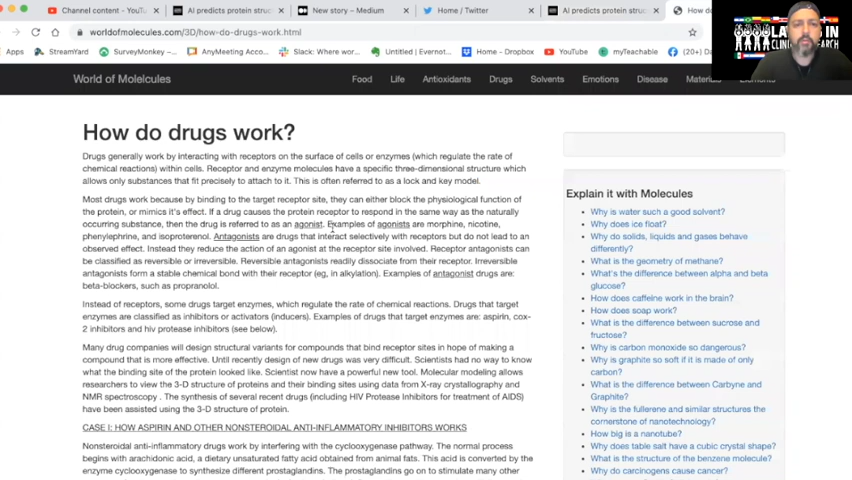 Channel content - YouT
AI predicts protein struc
New story – Medium
Home / Twitter
AI predicts protein struc
How do
worldofmolecules.com/3D/how-do-drugs-work.html
Apps
StreamYard
SurveyMonkey –
AnyMeeting Acco...
Slack: Where wor...
Untitled | Evernot...
Home - Dropbox
YouTube
myTeachable
(20+) Da
CLINIC
RESEARCH
World of Molelcules
Food
Life
Antioxidants
Drugs
Solvents
Emotions
Disease
Materi
How do drugs work?
Drugs generally work by interacting with receptors on the surface of cells or enzymes (which regulate the rate of
chemical reactions) within cells. Receptor and enzyme molecules have a specific three-dimensional structure which
allows only substances that fit precisely to attach to it. This is often referred to as a lock and key model.
Most drugs work because by binding to the target receptor site, they can either block the physiological function of
the protein, or mimics it's effect. If a drug causes the protein receptor to respond in the same way as the naturally
occurring substance, then the drug is referred to as an agonist. Examples of agonists are morphine, nicotine,
phenylephrine, and isoproterenol. Antagonists are drugs that interact selectively with receptors but do not lead to an
observed effect. Instead they reduce the action of an agonist at the receptor site involved. Receptor antagonists can
be classified as reversible or irreversible. Reversible antagonists readily dissociate from their receptor. Irreversible
antagonists form a stable chemical bond with their receptor (eg, in alkylation). Examples of antagonist drugs are:
beta-blockers, such as propranolol.
Instead of receptors, some drugs target enzymes, which regulate the rate of chemical reactions. Drugs that target
enzymes are classified as inhibitors or activators (inducers). Examples of drugs that target enzymes are: aspirin, cox-
2 inhibitors and hiv protease inhibitors (see below).
Many drug companies will design structural variants for compounds that bind receptor sites in hope of making a
compound that is more effective. Until recently design of new drugs was very difficult. Scientists had no way to know
what the binding site of the protein looked like. Scientist now have a powerful new tool. Molecular modeling allows
researchers to view the 3-D structure of proteins and their binding sites using data from X-ray crystallography and
NMR spectroscopy . The synthesis of several recent drugs (including HIV Protease Inhibitors for treatment of AIDS)
have been assisted using the 3-D structure of protein.
CASE I: HOW ASPIRIN AND OTHER NONSTEROIDAL ANTI-INFLAMMATORY INHIBITORS WORK
Nonsteroidal anti-inflammatory drugs work by interfering with the cyclooxygenase pathway. The normal process
begins with arachidonic acid, a dietary unsaturated fatty acid obtained from animal fats. This acid is converted by the
enzyme cyclooxygenase to synthesize different prostaglandins. The prostaglandins go on to stimulate many other
Explain it with Molecules
Why is water such a good solvent?
Why does ice float?
Why do solids, liquids and gases behave
differently?
What is the geometry of methane?
What's the difference between alpha and beta
glucose?
How does caffeine work in the brain?
How does soap work?
What is the difference between sucrose and
fructose?
Why is carbon monoxide so dangerous?
Why is graphite so soft if it is made of only
carbon?
What is the difference between Carbyne and
Graphite?
Why is the fullerene and similar structures the
cornerstone of nanotechnology?
How big is a nanotube?
Why does table salt have a cubic crystal shape?
What is the structure of the benzene molecule?
Why do carcinogens cause cancer?